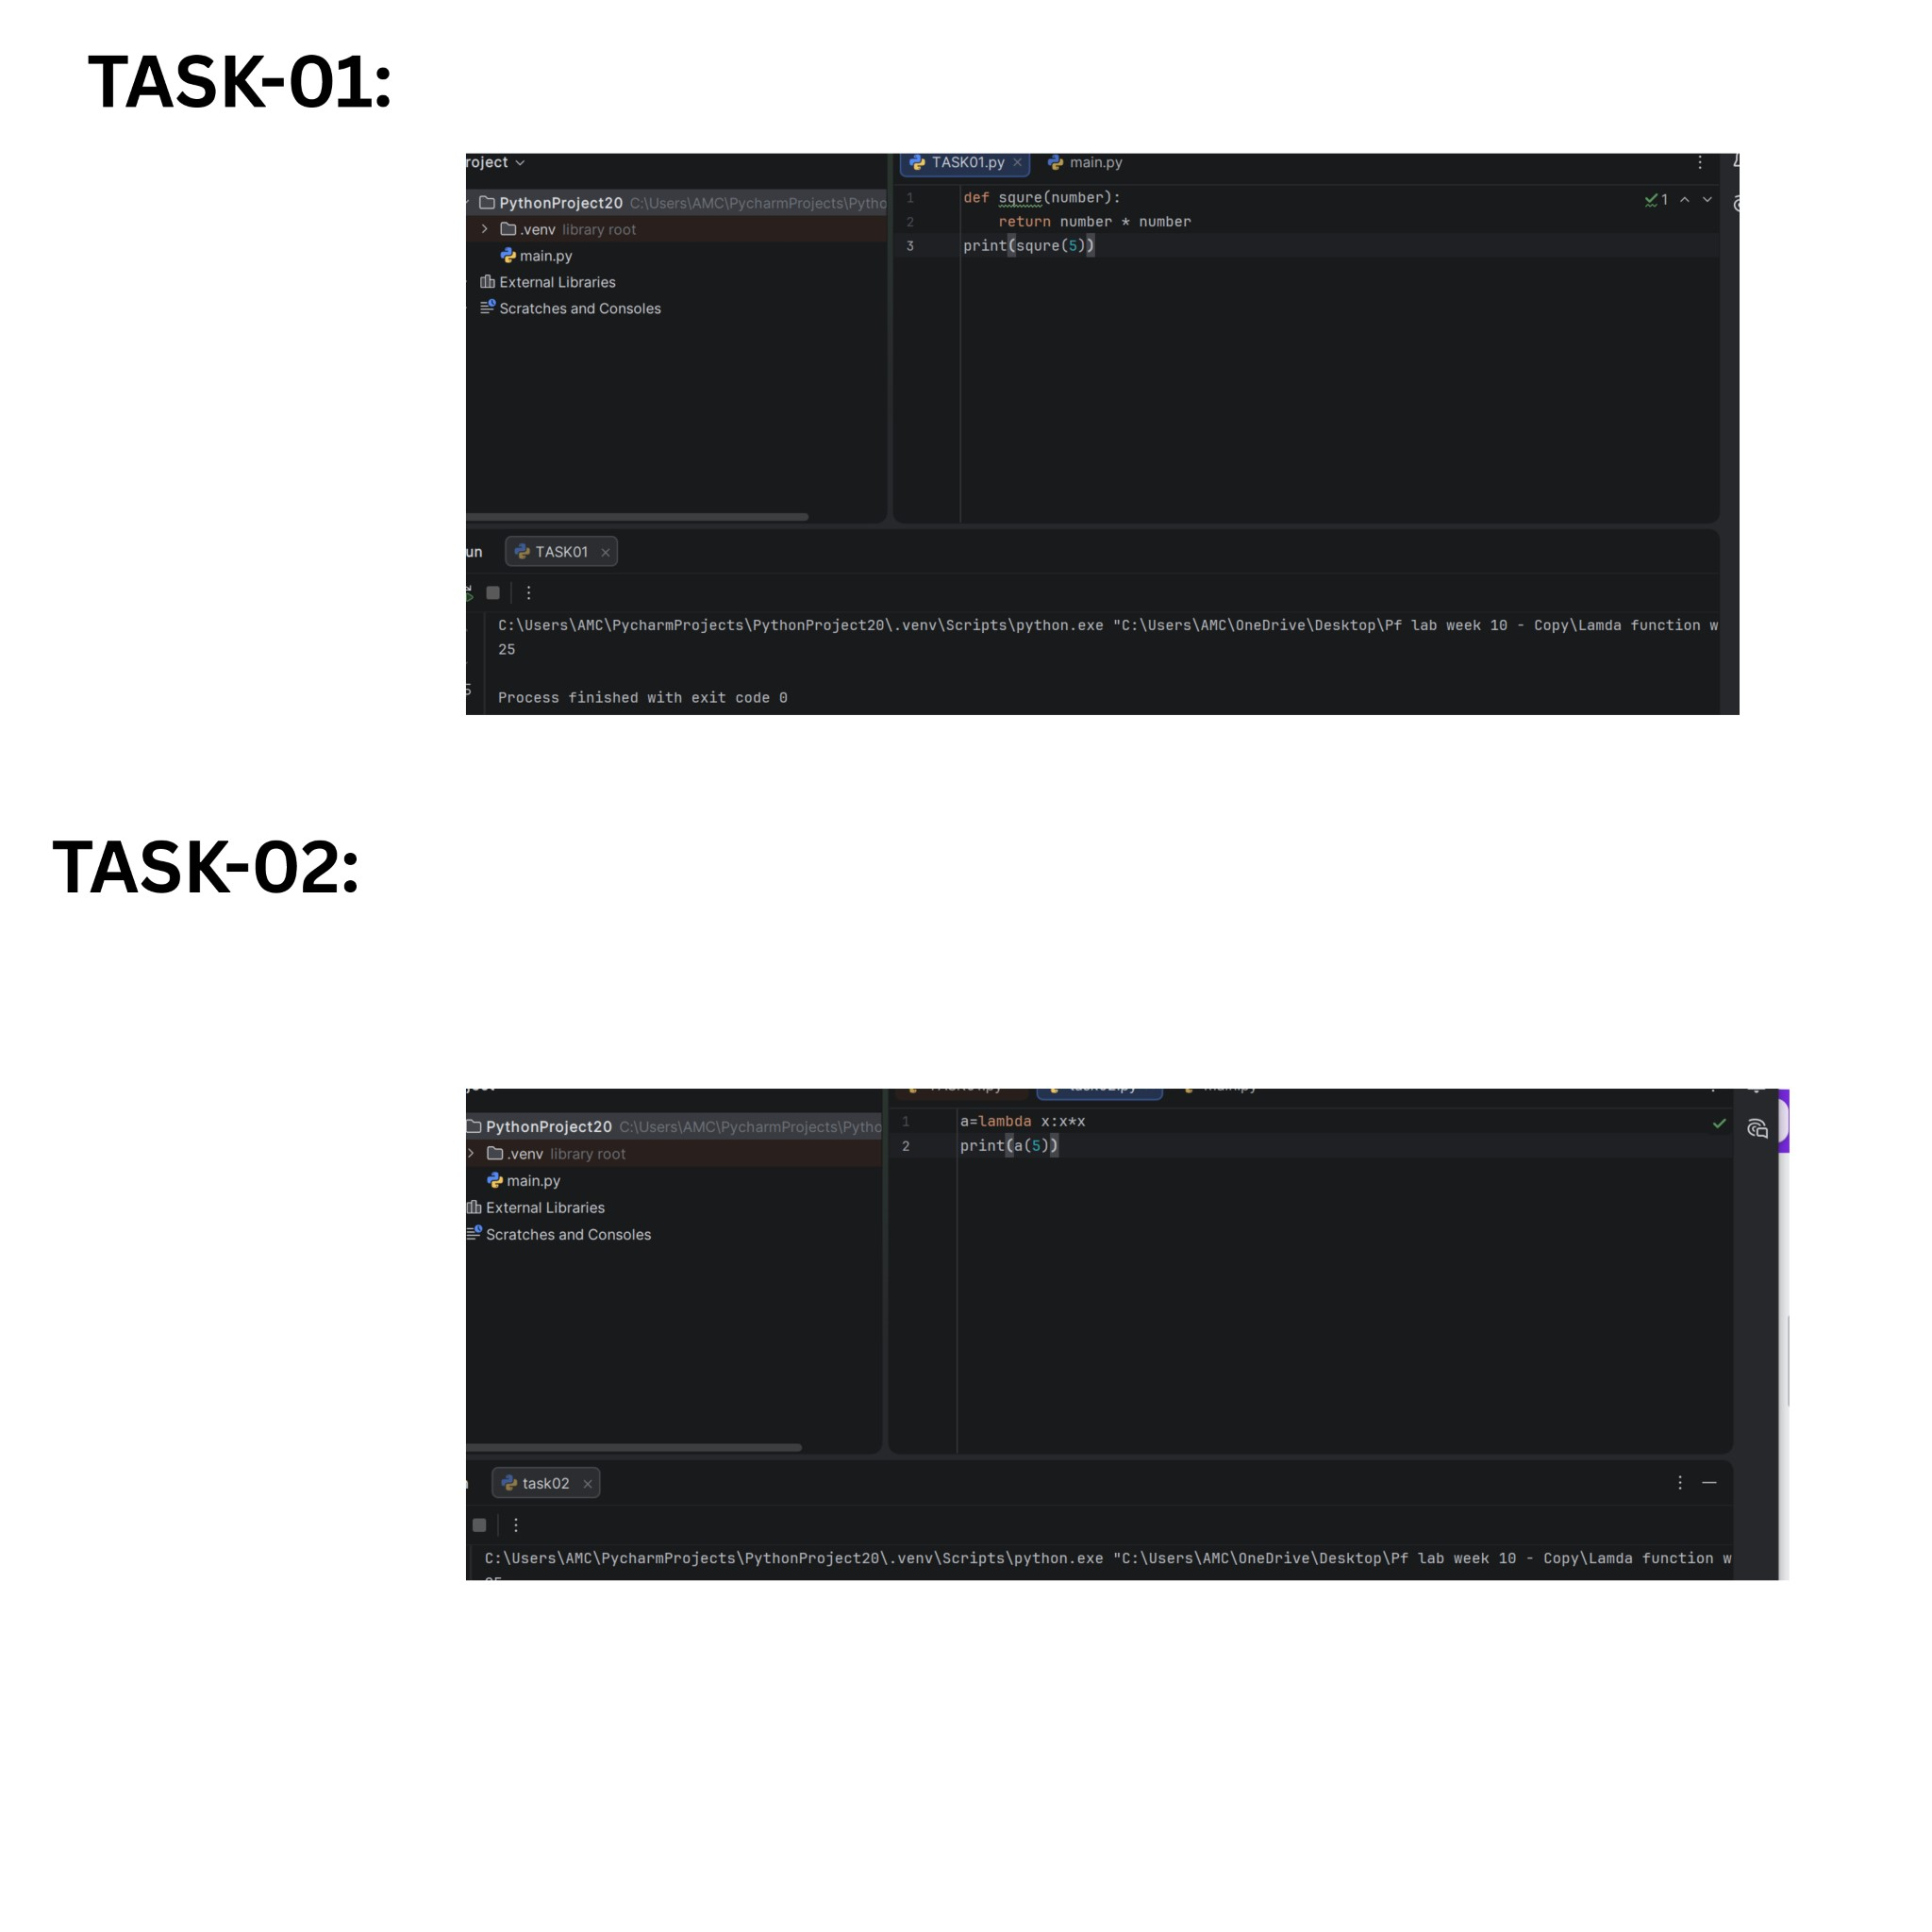 TASK-01:
roject
TASK01.py
main.py
PythonProject20 C:\Users\AMC\PycharmProjects\Pytho
.venv library root
main.py
External Libraries
Scratches and Consoles
1 def squre(number):
2 return number * number
3 print(squre(5))
1
un TASK01
C:\Users\AMC\PycharmProjects\PythonProject20\.venv\Scripts\python.exe "C:\Users\AMC\OneDrive\Desktop\Pf lab week 10 - Copy\Lamda function w
25
Process finished with exit code 0
TASK-02:
PythonProject20 C:\Users\AMC\PycharmProjects\Pytho
.venv library root
main.py
External Libraries
Scratches and Consoles
1 a=lambda x:x*x
2 print(a(5))
task02
C:\Users\AMC\PycharmProjects\PythonProject20\.venv\Scripts\python.exe "C:\Users\AMC\OneDrive\Desktop\Pf lab week 10 - Copy\Lamda function w